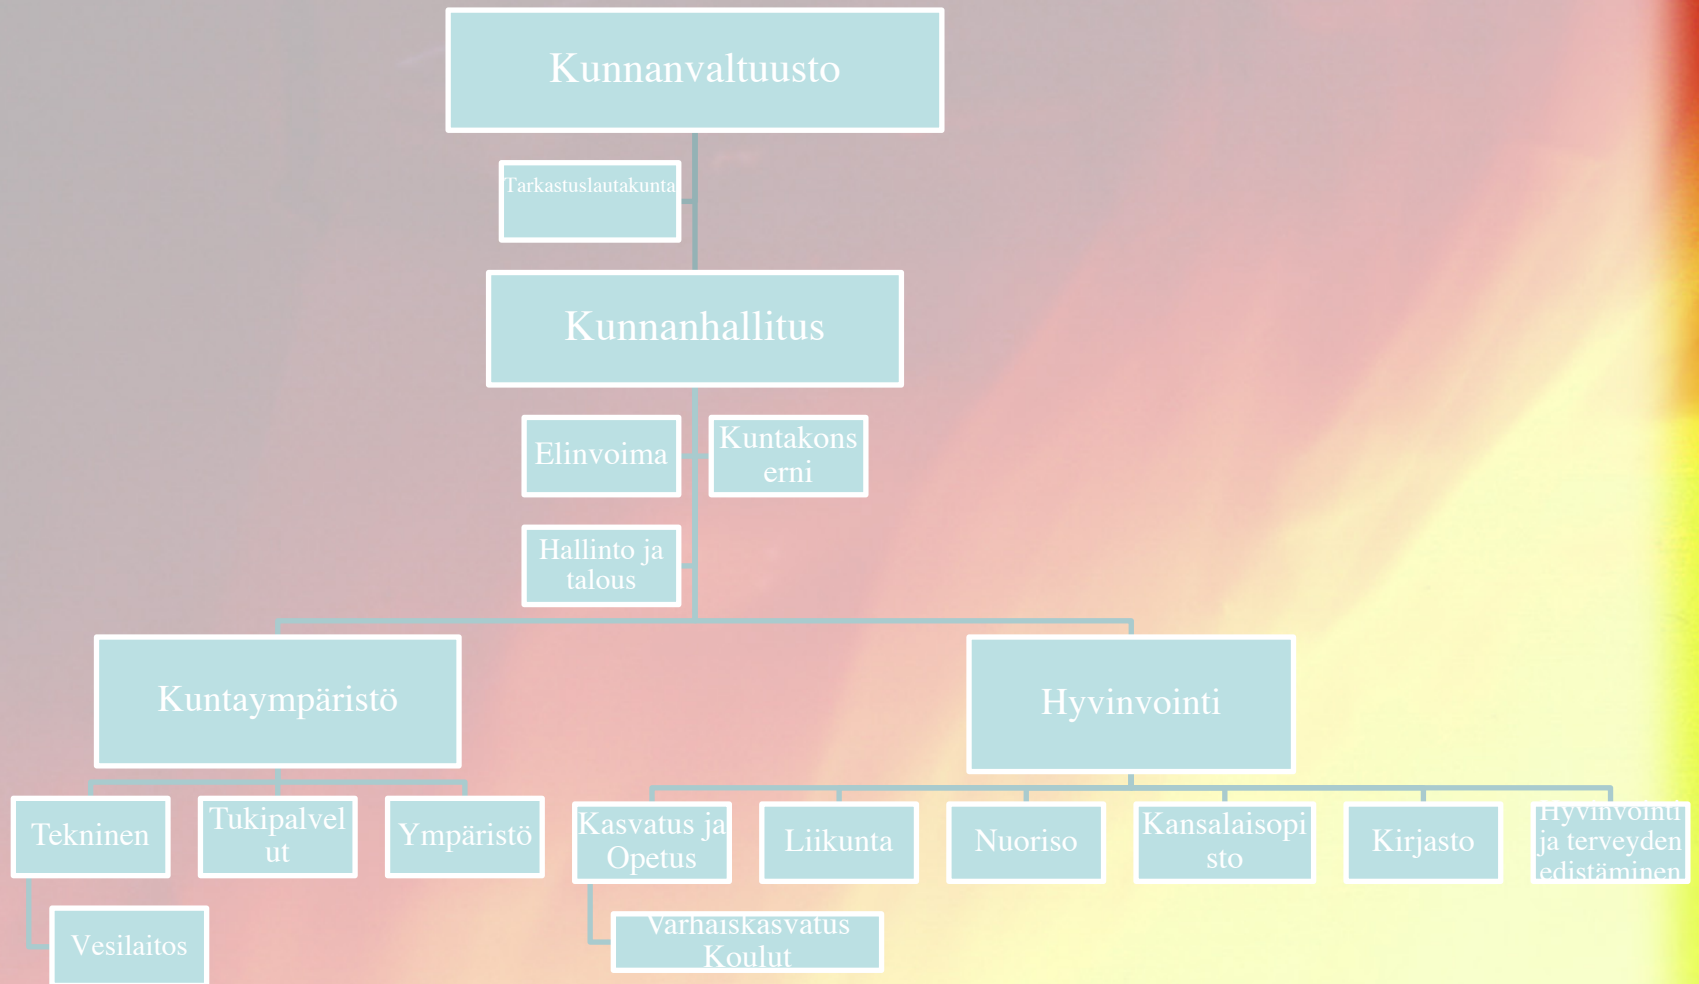 Kunnanvaltuusto
Tarkastuslautakunta
Kunnanhallitus
Elinvoima
Kuntakons
erni
Hallinto ja
talous
Kuntaympäristö
Hyvinvointi
Tekninen
Tukipalvel
ut
Ympäristö
Kasvatus ja
Opetus
Liikunta
Nuoriso
Kansalaisopi
sto
Kirjasto
Hyvinvointi
ja terveyden
edistäminen
Vesilaitos
Varhaiskasvatus
Koulut